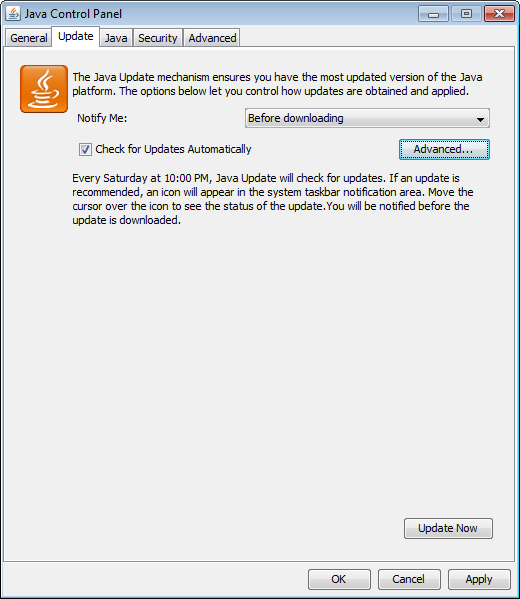 Java Control Panel
General Update Java Security Advanced
The Java Update mechanism ensures you have the most updated version of the Java
platform. The options below let you control how updates are obtained and applied.
Notify Me: Before downloading
Check for Updates Automatically Advanced...
Every Saturday at 10:00 PM, Java Update will check for updates. If an update is
recommended, an icon will appear in the system taskbar notification area. Move the
cursor over the icon to see the status of the update.You will be notified before the
update is downloaded.
Update Now
OK Cancel Apply